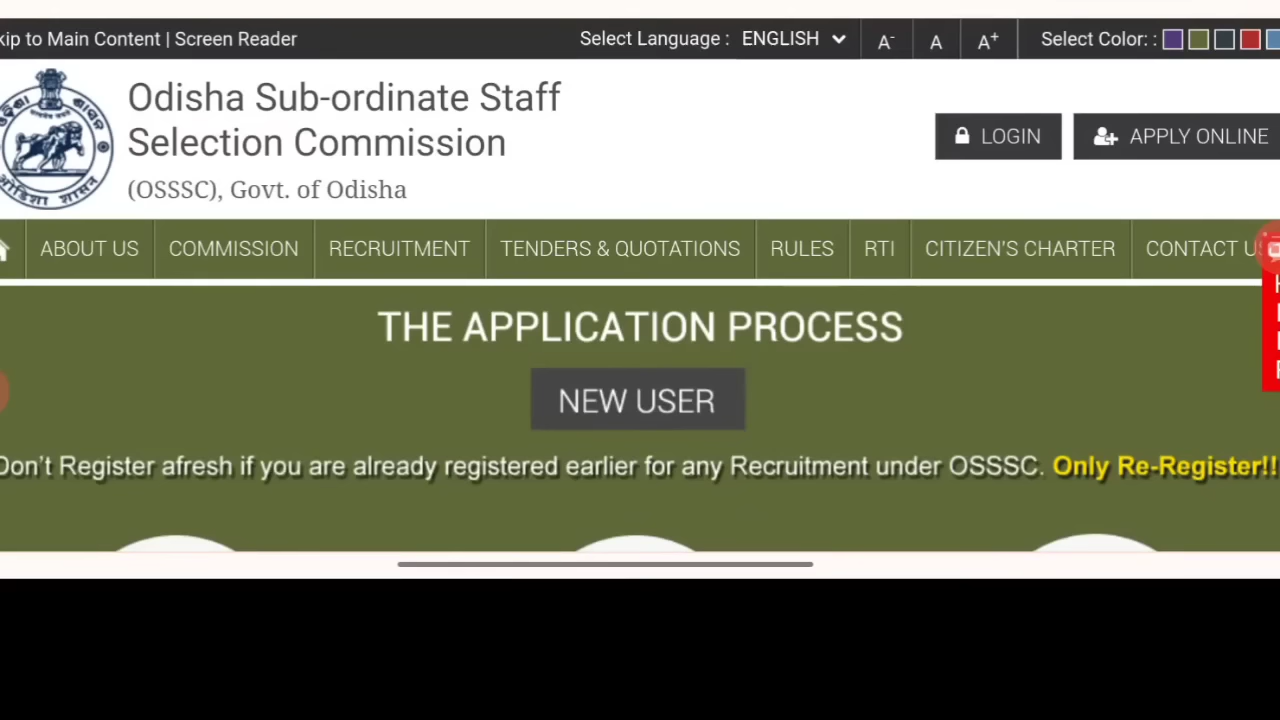 kip to Main Content | Screen Reader Select Language : ENGLISH A- A A+ Select Color: :
Odisha Sub-ordinate Staff
Selection Commission
(OSSSC), Govt. of Odisha
LOGIN APPLY ONLINE
ABOUT US COMMISSION RECRUITMENT TENDERS & QUOTATIONS RULES RTI CITIZEN'S CHARTER CONTACT US
THE APPLICATION PROCESS
NEW USER
Don't Register afresh if you are already registered earlier for any Recruitment under OSSSC. Only Re-Register!!